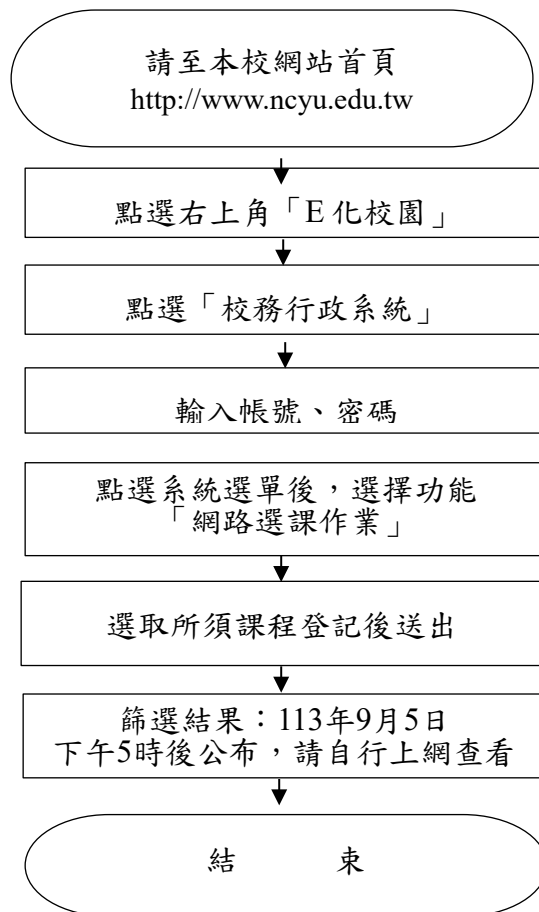 請至本校網站首頁
http://www.ncyu.edu.tw
點選右上角「E化校園」
點選「校務行政系統」
輸入帳號、密碼
點選系統選單後，選擇功能
「網路選課作業」
選取所須課程登記後送出
篩選結果：113年9月5日
下午5時後公布，請自行上網查看
結　　束